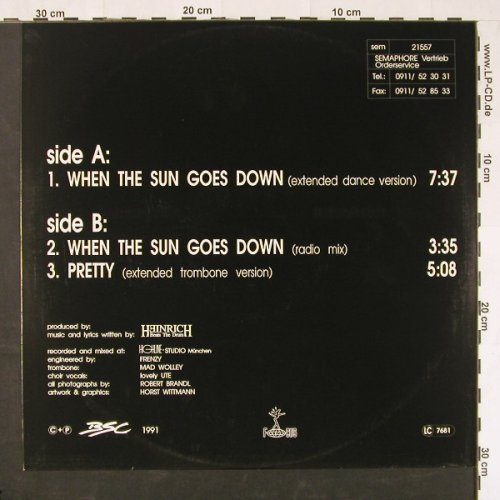 30 cm
20 cm
10 cm
www.LP-CD.de
10 cm
20 cm
30 cm
sem 21557
SEMAPHORE Vertrieb
Orderservice
Tel.: 0911/ 52 30 31
Fax: 0911/ 52 85 33
side A:
1. WHEN THE SUN GOES DOWN (extended dance version) 7:37
side B:
2. WHEN THE SUN GOES DOWN (radio mix) 3:35
3. PRETTY (extended trombone version) 5:08
produced by:
music and lyrics written by: HEINRICH
Beats The Drum
recorded and mixed at: HIGHLINE-STUDIO München
engineered by: FRENZY
trombone: MAD WOLLEY
choir vocals: lovely UTE
all photographs by: ROBERT BRANDL
artwork & graphics: HORST WITTMANN
C+P BSC 1991
LC 7681